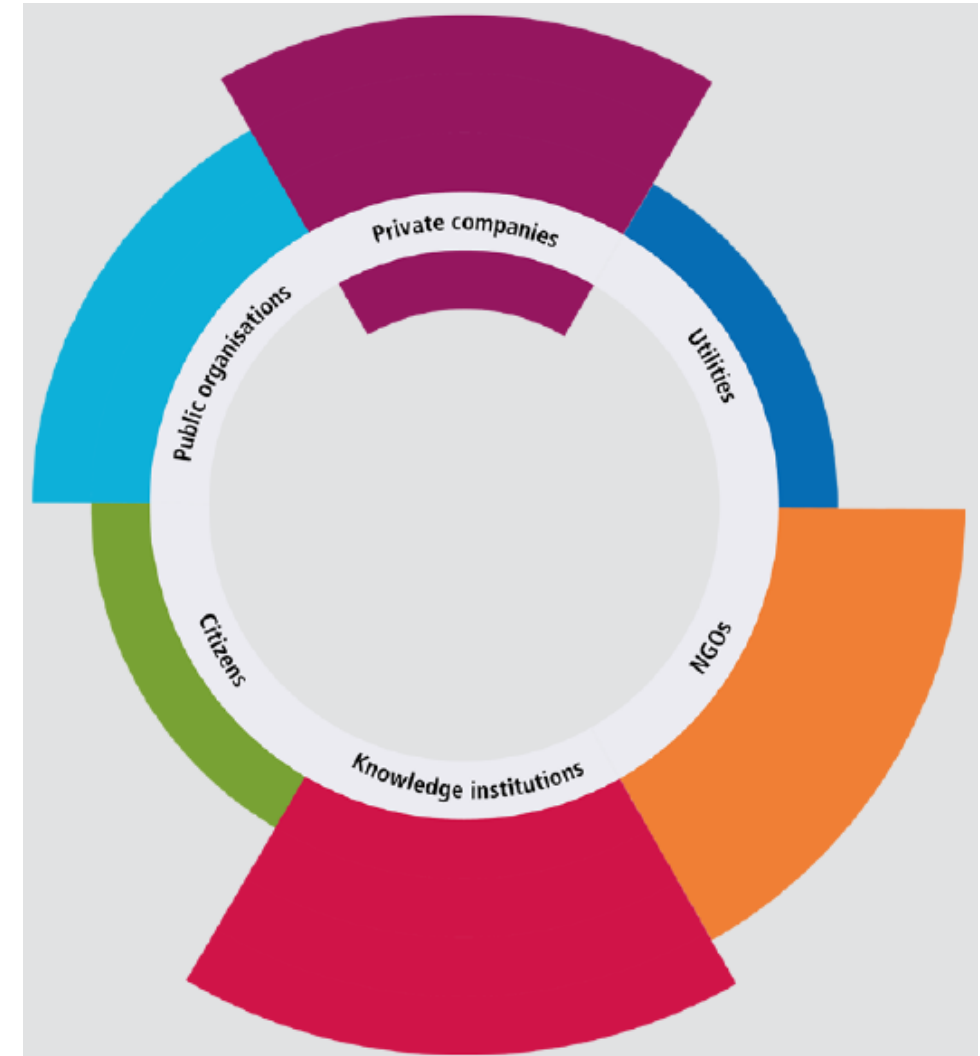 Private companies
Utilities
NGOs
Knowledge institutions
Citizens
Public organisations